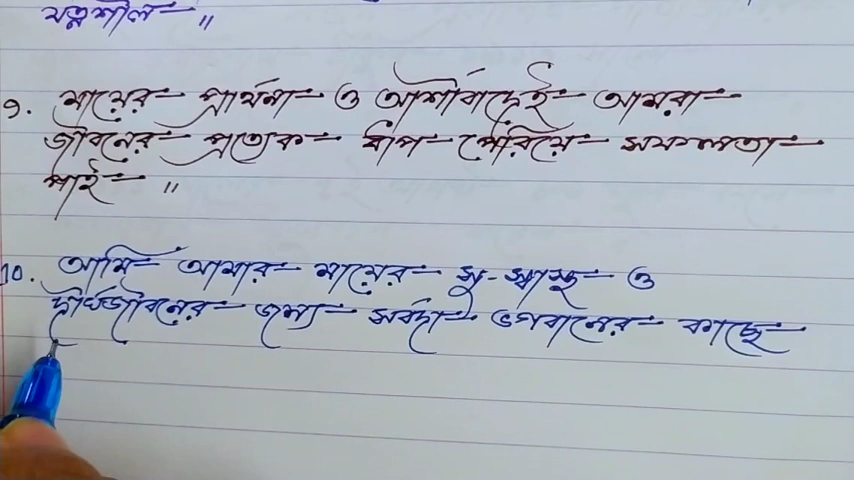 যত্নশীল ॥
9. মায়ের প্রার্থনা ও আশীর্বাদেই আমরা
জীবনের প্রত্যেক ধাপ পেরিয়ে সফলতা
পাই ॥
10. আমি আমার মায়ের সু-স্বাস্থ্য ও
দীর্ঘজীবনের জন্য সর্বদা ভগবানের কাছে